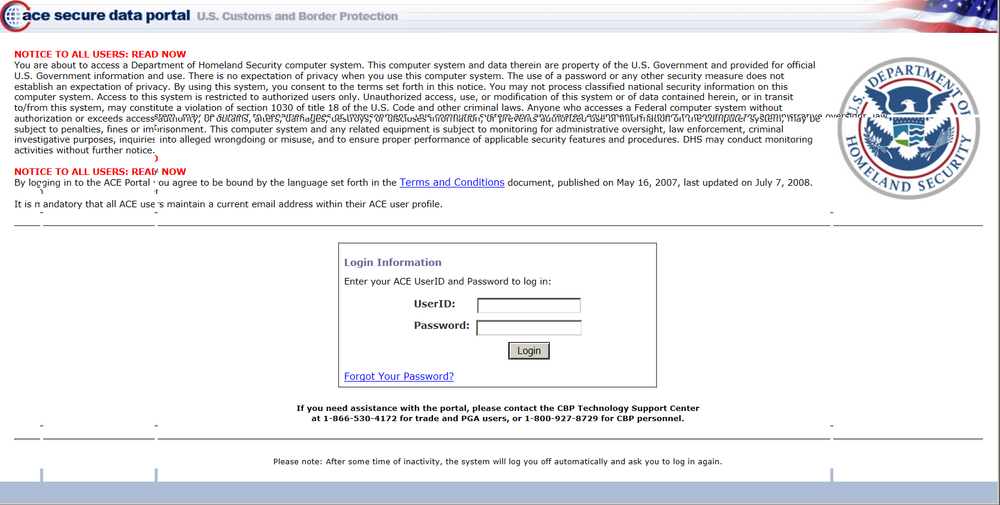 ace secure data portal U.S. Customs and Border Protection
NOTICE TO ALL USERS: READ NOW
You are about to access a Department of Homeland Security computer system. This computer system and data therein are property of the U.S. Government and provided for official
U.S. Government information and use. There is no expectation of privacy when you use this computer system. The use of a password or any other security measure does not
establish an expectation of privacy. By using this system, you consent to the terms set forth in this notice. You may not process classified national security information on this
computer system. Access to this system is restricted to authorized users only. Unauthorized access, use, or modification of this system or of data contained herein, or in transit
to/from this system, may constitute a violation of section 1030 of title 18 of the U.S. Code and other criminal laws. Anyone who accesses a Federal computer system without
authorization or exceeds access authority, or obtains, alters, damages, destroys, or discloses information, or prevents authorized use of information on the computer system, may be
subject to penalties, fines or imprisonment. This computer system and any related equipment is subject to monitoring for administrative oversight, law enforcement, criminal
investigative purposes, inquiries into alleged wrongdoing or misuse, and to ensure proper performance of applicable security features and procedures. DHS may conduct monitoring
activities without further notice.
U.S. DEPARTMENT OF HOMELAND SECURITY
NOTICE TO ALL USERS: READ NOW
By logging in to the ACE Portal you agree to be bound by the language set forth in the Terms and Conditions document, published on May 16, 2007, last updated on July 7, 2008.
It is mandatory that all ACE users maintain a current email address within their ACE user profile.
Login Information
Enter your ACE UserID and Password to log in:
UserID:
Password:
Login
Forgot Your Password?
If you need assistance with the portal, please contact the CBP Technology Support Center
at 1-866-530-4172 for trade and PGA users, or 1-800-927-8729 for CBP personnel.
Please note: After some time of inactivity, the system will log you off automatically and ask you to log in again.